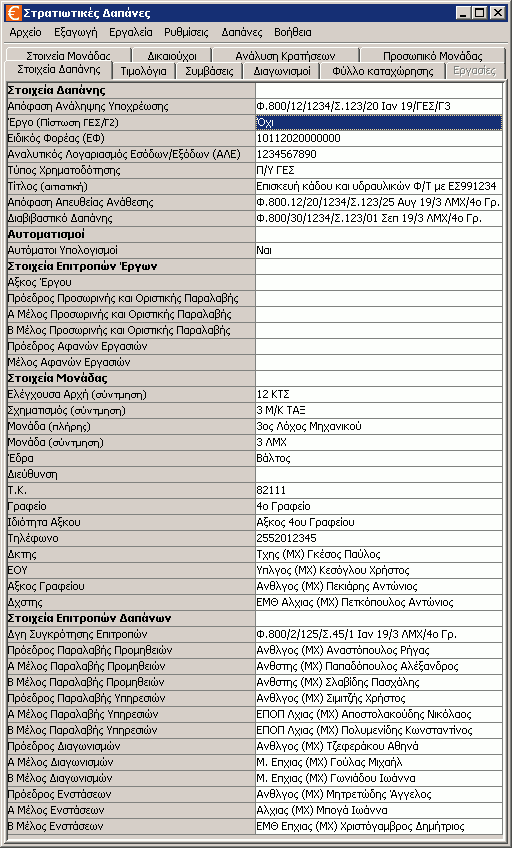 Στρατιωτικές Δαπάνες
Αρχείο Εξαγωγή Εργαλεία Ρυθμίσεις Δαπάνες Βοήθεια
Στοιχεία Μονάδας Δικαιούχοι Ανάλυση Κρατήσεων Προσωπικό Μονάδας
Στοιχεία Δαπάνης Τιμολόγια Συμβάσεις Διαγωνισμοί Φύλλο καταχώρησης Εργασίες
Στοιχεία Δαπάνης
Απόφαση Ανάληψης Υποχρέωσης Φ.800/12/1234/Σ.123/20 Ιαν 19/ΓΕΣ/Γ3
Έργο (Πίστωση ΓΕΣ/Γ2) Όχι
Ειδικός Φορέας (ΕΦ) 10112020000000
Αναλυτικός Λογαριασμός Εσόδων/Εξόδων (ΑΛΕ) 1234567890
Τύπος Χρηματοδότησης Π/Υ ΓΕΣ
Τίτλος (αιτιατική) Επισκευή κάδου και υδραυλικών Φ/Τ με ΕΣ991234
Απόφαση Απευθείας Ανάθεσης Φ.800.12/20/1234/Σ.123/25 Αυγ 19/3 ΛΜΧ/4ο Γρ.
Διαβιβαστικό Δαπάνης Φ.800/30/1234/Σ.123/01 Σεπ 19/3 ΛΜΧ/4ο Γρ.
Αυτοματισμοί
Αυτόματοι Υπολογισμοί Ναι
Στοιχεία Επιτροπών Έργων
Αξκος Έργου
Πρόεδρος Προσωρινής και Οριστικής Παραλαβής
Α Μέλος Προσωρινής και Οριστικής Παραλαβής
Β Μέλος Προσωρινής και Οριστικής Παραλαβής
Πρόεδρος Αφανών Εργασιών
Μέλος Αφανών Εργασιών
Στοιχεία Μονάδας
Ελέγχουσα Αρχή (σύντμηση) 12 ΚΤΣ
Σχηματισμός (σύντμηση) 3 Μ/Κ ΤΑΞ
Μονάδα (πλήρης) 3ος Λόχος Μηχανικού
Μονάδα (σύντμηση) 3 ΛΜΧ
Έδρα Βάλτος
Διεύθυνση
Τ.Κ. 82111
Γραφείο 4ο Γραφείο
Ιδιότητα Αξκου Αξκος 4ου Γραφείου
Τηλέφωνο 2552012345
Δκτης Τχης (ΜΧ) Γκέσος Παύλος
ΕΟΥ Υπλγος (ΜΧ) Κεσόγλου Χρήστος
Αξκος Γραφείου Ανθλγος (ΜΧ) Πεκιάρης Αντώνιος
Δχστης ΕΜΘ Αλχιας (ΜΧ) Πετκόπουλος Αντώνιος
Στοιχεία Επιτροπών Δαπάνων
Δγη Συγκρότησης Επιτροπών Φ.800/2/125/Σ.45/1 Ιαν 19/3 ΛΜΧ/4ο Γρ.
Πρόεδρος Παραλαβής Προμηθειών Ανθλγος (ΜΧ) Αναστόπουλος Ρήγας
Α Μέλος Παραλαβής Προμηθειών Ανθστης (ΜΧ) Παπαδόπουλος Αλέξανδρος
Β Μέλος Παραλαβής Προμηθειών Ανθστης (ΜΧ) Σλαβίδης Πασχάλης
Πρόεδρος Παραλαβής Υπηρεσιών Ανθλγος (ΜΧ) Σιμιτζής Χρήστος
Α Μέλος Παραλαβής Υπηρεσιών ΕΠΟΠ Λχιας (ΜΧ) Αποστολακούδης Νικόλαος
Β Μέλος Παραλαβής Υπηρεσιών ΕΠΟΠ Λχιας (ΜΧ) Πολυμενίδης Κωνσταντίνος
Πρόεδρος Διαγωνισμών Ανθλγος (ΜΧ) Τζεφεράκου Αθηνά
Α Μέλος Διαγωνισμών Μ. Επχιας (ΜΧ) Γούλας Μιχαήλ
Β Μέλος Διαγωνισμών Μ. Επχιας (ΜΧ) Γωνιάδου Ιωάννα
Πρόεδρος Ενστάσεων Ανθλγος (ΜΧ) Μητρετώδης Άγγελος
Α Μέλος Ενστάσεων Αλχιας (ΜΧ) Μπογά Ιωάννα
Β Μέλος Ενστάσεων ΕΜΘ Επχιας (ΜΧ) Χριστόγαμβρος Δημήτριος